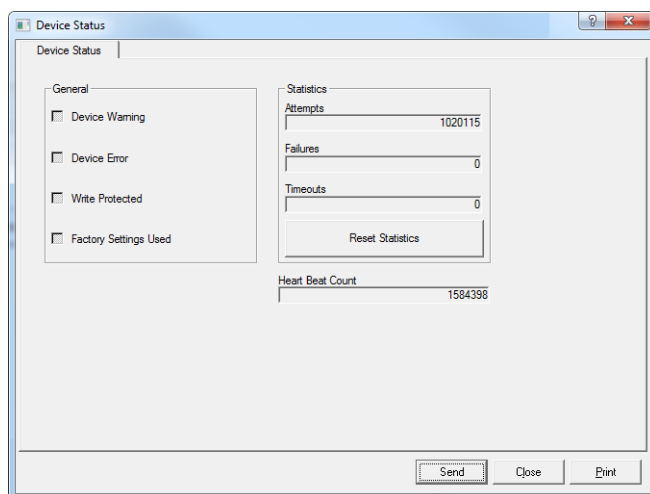 Device Status
Device Status
General
Device Warning
Device Error
Write Protected
Factory Settings Used
Statistics
Attempts
1020115
Failures
0
Timeouts
0
Reset Statistics
Heart Beat Count
1584398
Send
Close
Print